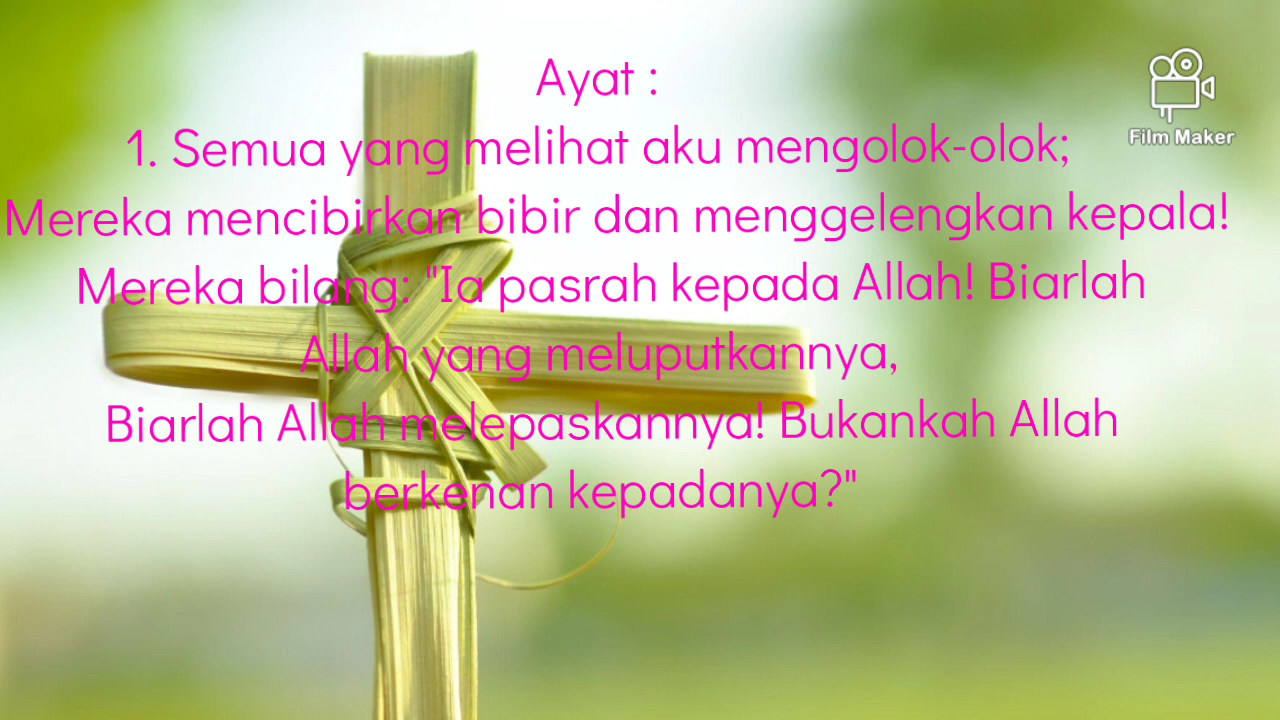 Ayat :
1. Semua yang melihat aku mengolok-olok;
Mereka mencibirkan bibir dan menggelengkan kepala!
Mereka bilang: "Ia pasrah kepada Allah! Biarlah
Allah yang meluputkannya,
Biarlah Allah melepaskannya! Bukankah Allah
berkenan kepadanya?"
Film Maker